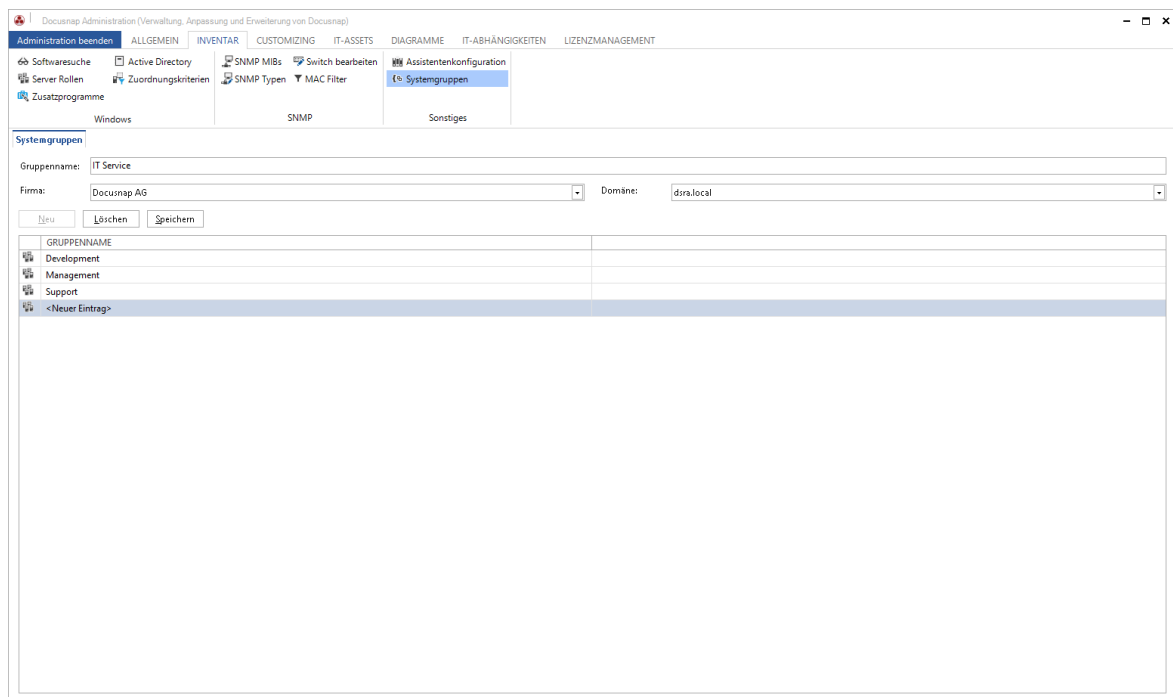 Docusnap Administration (Verwaltung, Anpassung und Erweiterung von Docusnap)
Administration beenden ALLGEMEIN INVENTAR CUSTOMIZING IT-ASSETS DIAGRAMME IT-ABHÄNGIGKEITEN LIZENZMANAGEMENT
Softwaresuche Active Directory SNMP MIBs Switch bearbeiten Assistentenkonfiguration
Server Rollen Zuordnungskriterien SNMP Typen MAC Filter Systemgruppen
Zusatzprogramme
Windows SNMP Sonstiges
Systemgruppen
Gruppenname: IT Service
Firma: Docusnap AG Domäne: dsra.local
Neu Löschen Speichern
GRUPPENNAME
Development
Management
Support
<Neuer Eintrag>